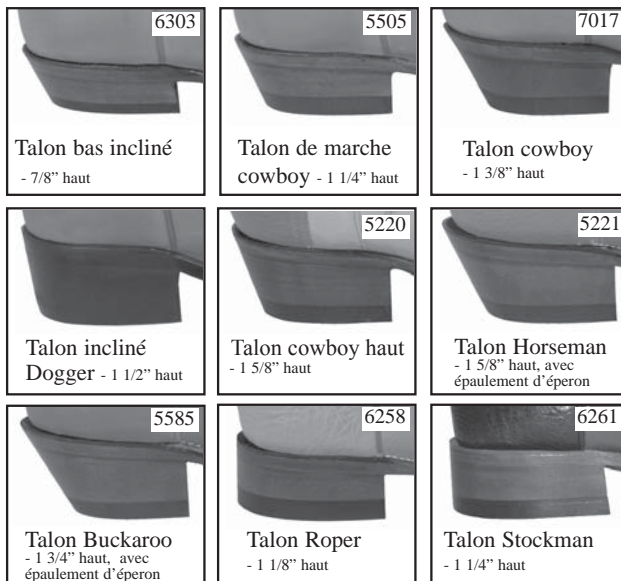 6303
Talon bas incliné
- 7/8” haut
5505
Talon de marche
cowboy - 1 1/4” haut
7017
Talon cowboy
- 1 3/8” haut
Talon incliné
Dogger - 1 1/2” haut
5220
Talon cowboy haut
- 1 5/8” haut
5221
Talon Horseman
- 1 5/8” haut, avec
épaulement d’éperon
5585
Talon Buckaroo
- 1 3/4” haut, avec
épaulement d’éperon
6258
Talon Roper
- 1 1/8” haut
6261
Talon Stockman
- 1 1/4” haut